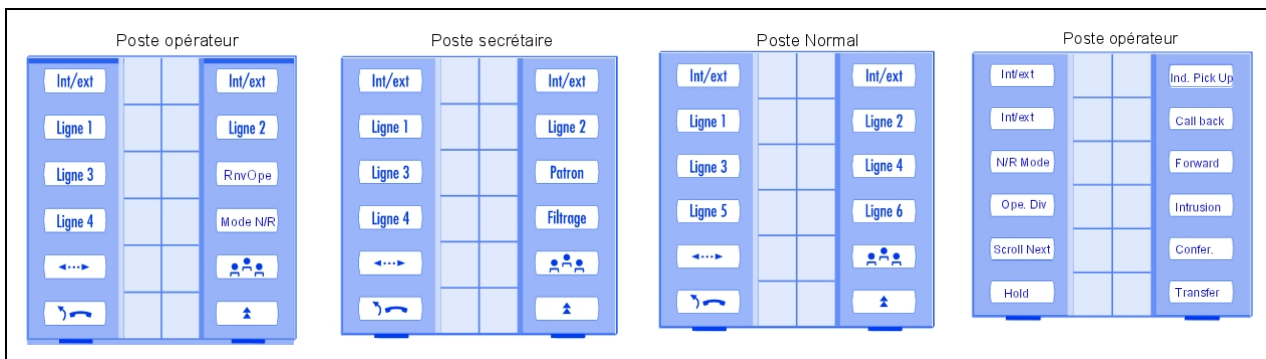 Poste opérateur
Int/ext Int/ext
Ligne 1 Ligne 2
Ligne 3 RnvOpe
Ligne 4 Mode N/R
Poste secrétaire
Int/ext Int/ext
Ligne 1 Ligne 2
Ligne 3 Patron
Ligne 4 Filtrage
Poste Normal
Int/ext Int/ext
Ligne 1 Ligne 2
Ligne 3 Ligne 4
Ligne 5 Ligne 6
Poste opérateur
Int/ext Ind. Pick Up
Int/ext Call back
N/R Mode Forward
Ope. Div Intrusion
Scroll Next Confer.
Hold Transfer